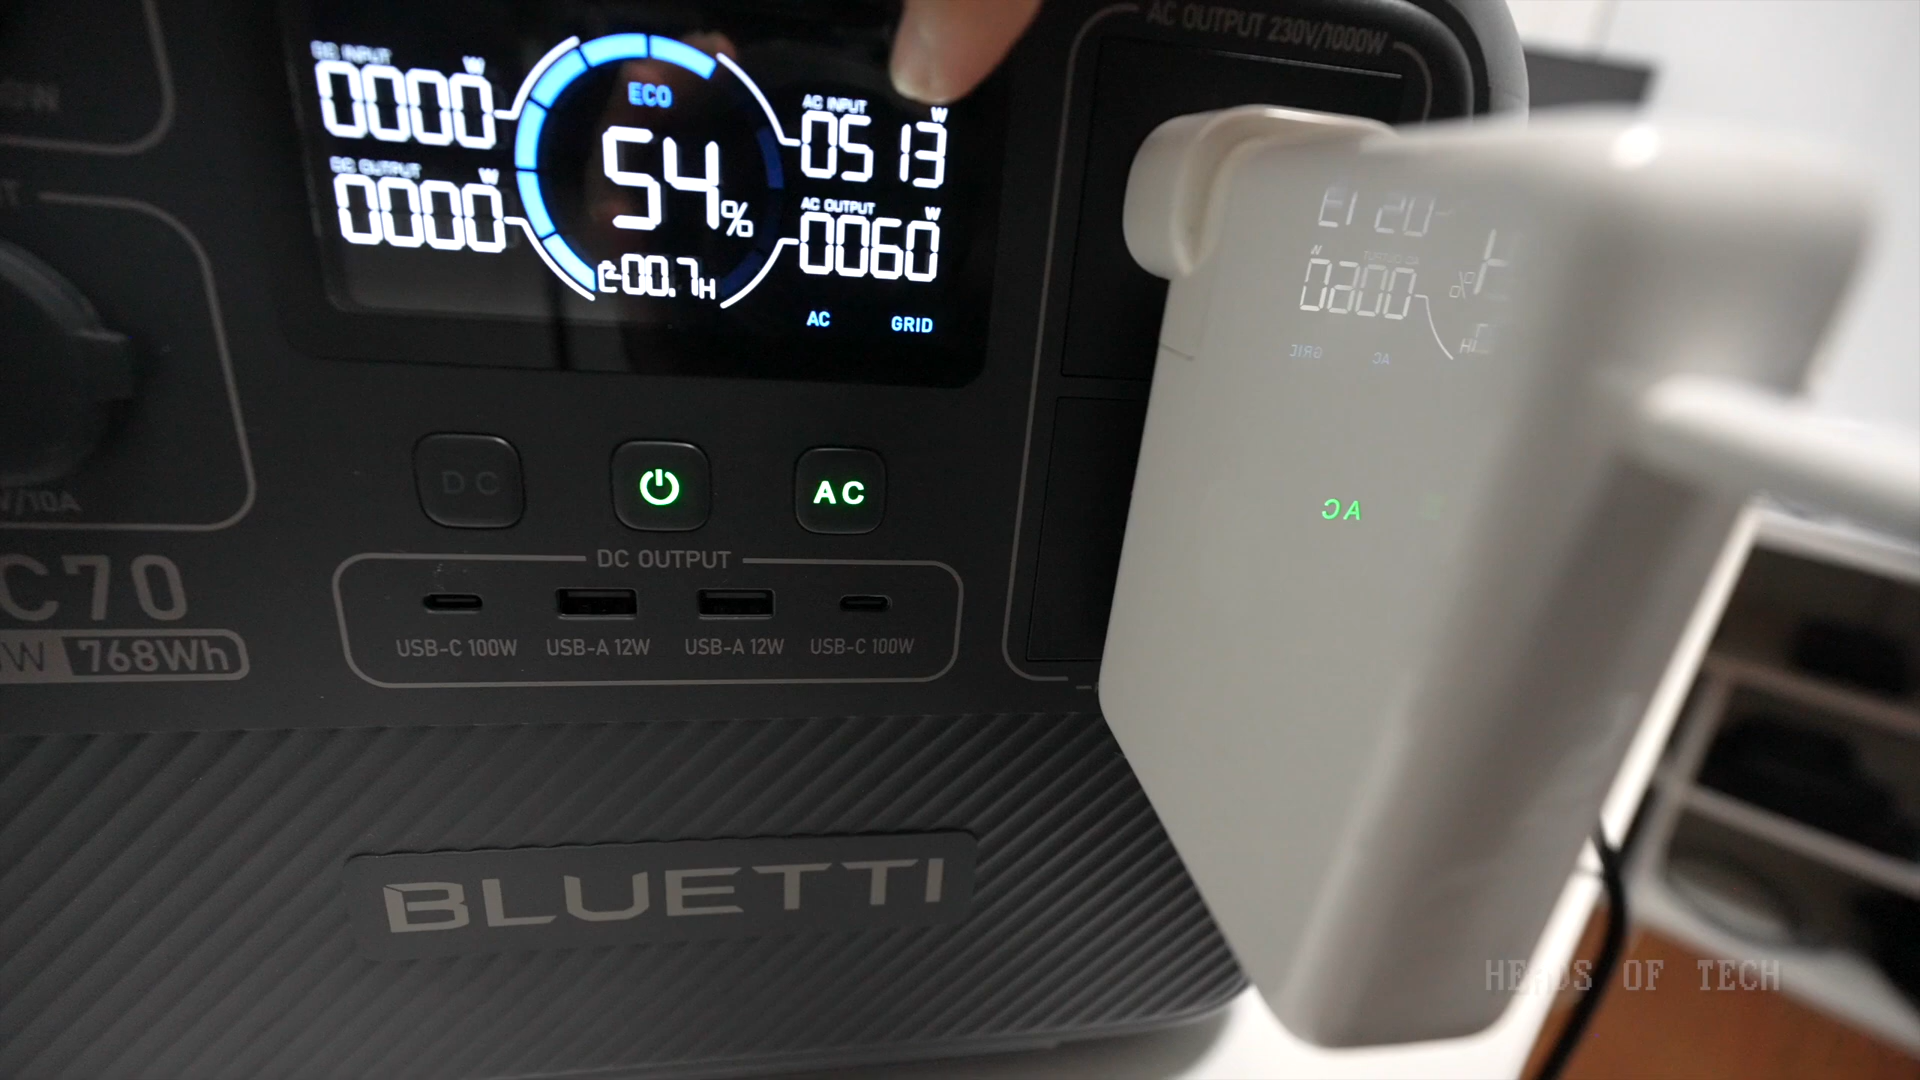 AC OUTPUT 230V/1000W
DC INPUT
W
0000
DC OUTPUT
W
0000
ECO
54%
00.7H
AC INPUT
W
0513
AC OUTPUT
W
0060
AC
GRID
DC
AC
AC
/10A
C70
W 768Wh
DC OUTPUT
USB-C 100W
USB-A 12W
USB-A 12W
USB-C 100W
BLUETTI
HEADS OF TECH